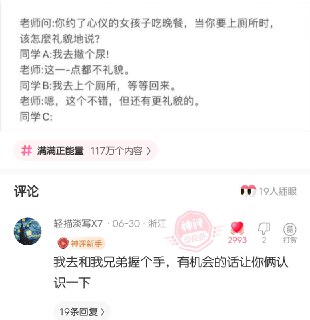 老师问:你约了心仪的女孩子吃晚餐，当你要上厕所时，
该怎麽礼貌地说?
同学A:我去撇个尿!
老师:这一-点都不礼貌。
同学B:我去上个厕所，等等回来。
老师:嗯，这个不错，但还有更礼貌的。
同学C:
# 满满正能量 117万个内容 >
评论
19人插眼
轻描淡写X7 · 06-30 · 浙江
神评新手
神评
2993
2
打赏
我去和我兄弟握个手，有机会的话让你俩认
识一下
19条回复 >